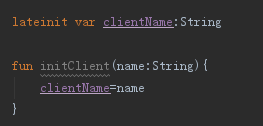 lateinit var clientName:String
fun initClient(name:String){
clientName=name
}